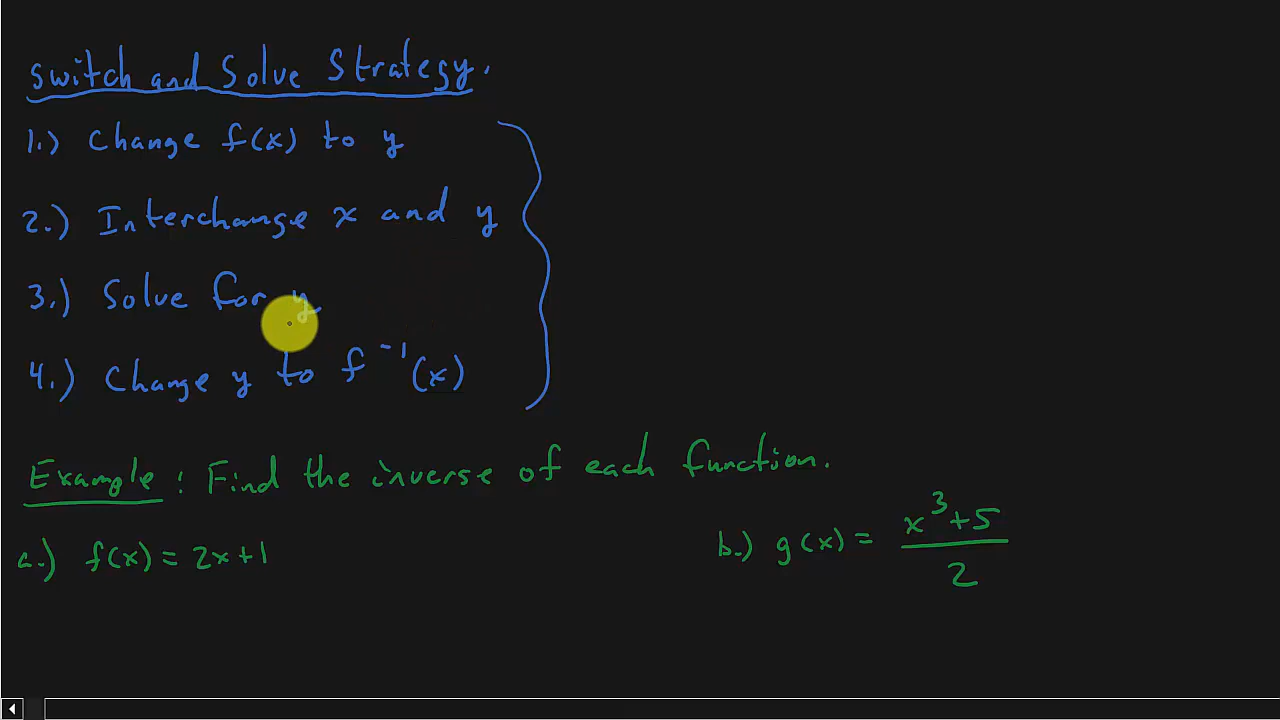 Switch and Solve Strategy.
1.) Change f(x) to y
2.) Interchange x and y
3.) Solve for y
4.) Change y to f⁻¹(x)
Example: Find the inverse of each function.
a.) f(x) = 2x+1
b.) g(x) = (x³+5)/2